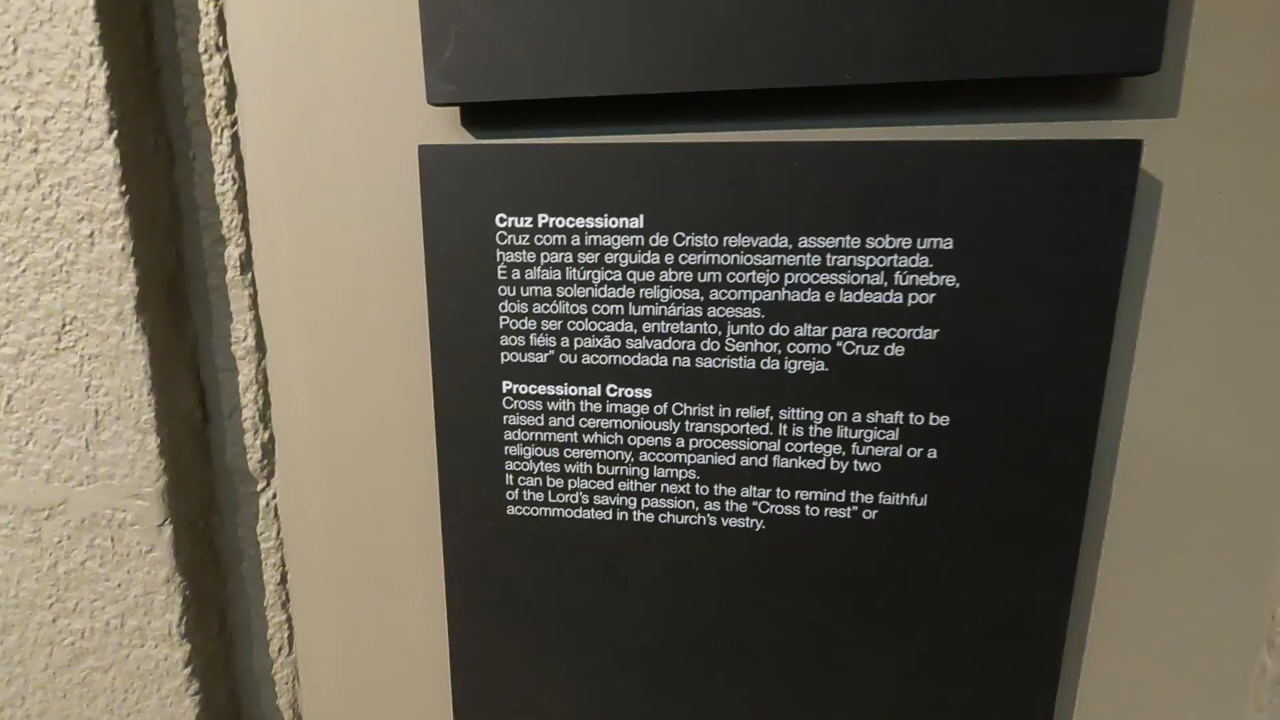 Cruz Processional
Cruz com a imagem de Cristo relevada, assente sobre uma
haste para ser erguida e cerimoniosamente transportada.
É a alfaia litúrgica que abre um cortejo processional, fúnebre,
ou uma solenidade religiosa, acompanhada e ladeada por
dois acólitos com luminárias acesas.
Pode ser colocada, entretanto, junto do altar para recordar
aos fiéis a paixão salvadora do Senhor, como “Cruz de
pousar” ou acomodada na sacristia da igreja.
Processional Cross
Cross with the image of Christ in relief, sitting on a shaft to be
raised and ceremoniously transported. It is the liturgical
adornment which opens a processional cortege, funeral or a
religious ceremony, accompanied and flanked by two
acolytes with burning lamps.
It can be placed either next to the altar to remind the faithful
of the Lord’s saving passion, as the “Cross to rest” or
accommodated in the church’s vestry.